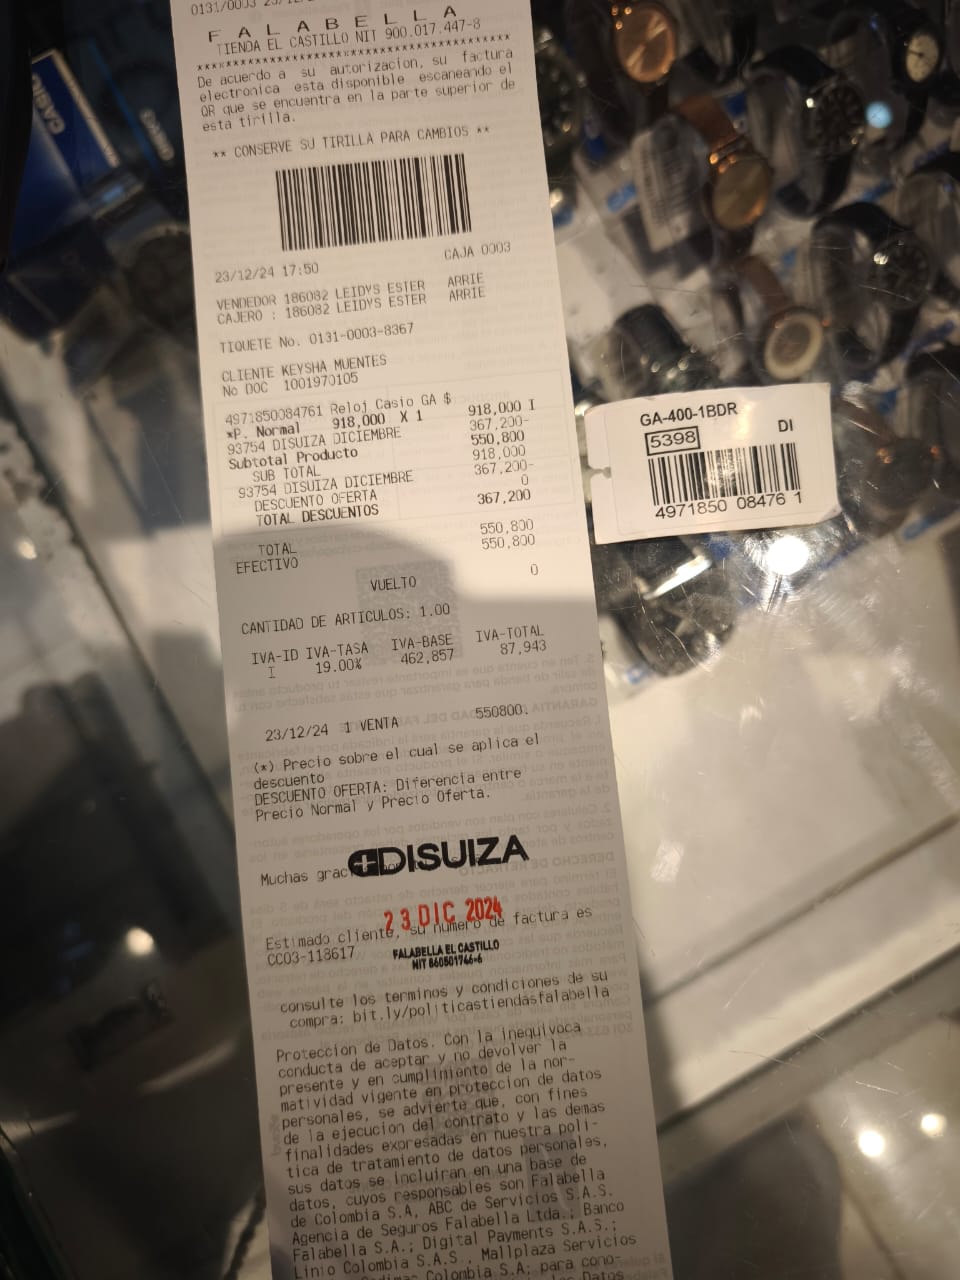 0131/0003 23/12/2
F A L A B E L L A
TIENDA EL CASTILLO NIT 900.017.447-8
****************************************
De acuerdo a su autorizacion, su factura
electronica esta disponible escaneando el
QR que se encuentra en la parte superior de
esta tirilla.
** CONSERVE SU TIRILLA PARA CAMBIOS **
23/12/24 17:50 CAJA 0003
VENDEDOR 186082 LEIDYS ESTER ARRIE
CAJERO : 186082 LEIDYS ESTER ARRIE
TIQUETE No. 0131-0003-8367
CLIENTE KEYSHA MUENTES
No DOC 1001970105
4971850084761 Reloj Casio GA $
*P. Normal 918,000 X 1 918,000 I
93754 DISUIZA DICIEMBRE 367,200-
Subtotal Producto 550,800
SUB TOTAL 918,000
93754 DISUIZA DICIEMBRE 367,200-
DESCUENTO OFERTA 0
TOTAL DESCUENTOS 367,200
TOTAL 550,800
EFECTIVO 550,800
VUELTO 0
CANTIDAD DE ARTICULOS: 1.00
IVA-ID IVA-TASA IVA-BASE IVA-TOTAL
I 19.00% 462,857 87,943
23/12/24 1 VENTA 550800.
(*) Precio sobre el cual se aplica el
descuento
DESCUENTO OFERTA: Diferencia entre
Precio Normal y Precio Oferta.
Muchas grac
DISUIZA
23 DIC 2024
Estimado cliente, su numero de factura es
CC03-118617
FALABELLA EL CASTILLO
NIT 860501766-6
consulte los terminos y condiciones de su
compra: bit.ly/politicastiendasfalabella
Proteccion de Datos. Con la inequivoca
conducta de aceptar y no devolver la
presente y en cumplimiento de la nor-
matividad vigente en proteccion de datos
personales, se advierte que, con fines
de la ejecucion del contrato y las demas
finalidades expresadas en nuestra poli-
tica de tratamiento de datos personales,
sus datos se incluiran en una base de
datos, cuyos responsables son Falabella
de Colombia S.A, ABC de Servicios S.A.S.
Agencia de Seguros Falabella Ltda.; Banco
Falabella S.A.; Digital Payments S.A.S.;
Linio Colombia S.A.S., Mallplaza Servicios
Colombia S.A; para cono-
Datos
GA-400-1BDR
5398 DI
4971850 08476 1
CASIO